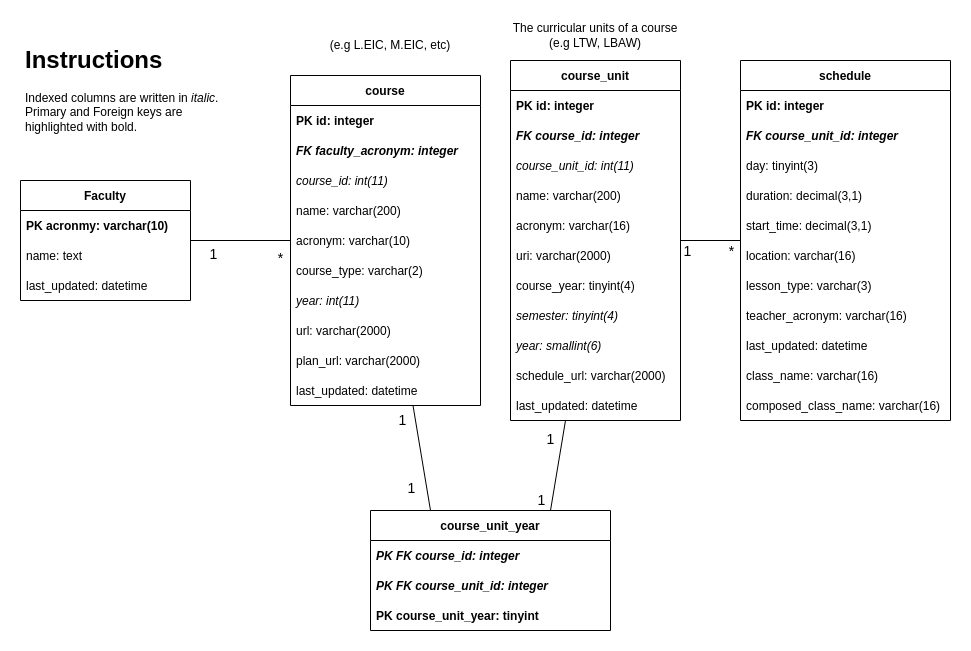 Instructions
Indexed columns are written in italic.
Primary and Foreign keys are
highlighted with bold.
Faculty
PK acronmy: varchar(10)
name: text
last_updated: datetime
1
*
(e.g L.EIC, M.EIC, etc)
course
PK id: integer
FK faculty_acronym: integer
course_id: int(11)
name: varchar(200)
acronym: varchar(10)
course_type: varchar(2)
year: int(11)
url: varchar(2000)
plan_url: varchar(2000)
last_updated: datetime
1
1
The curricular units of a course
(e.g LTW, LBAW)
course_unit
PK id: integer
FK course_id: integer
course_unit_id: int(11)
name: varchar(200)
acronym: varchar(16)
uri: varchar(2000)
course_year: tinyint(4)
semester: tinyint(4)
year: smallint(6)
schedule_url: varchar(2000)
last_updated: datetime
1
1
1
*
schedule
PK id: integer
FK course_unit_id: integer
day: tinyint(3)
duration: decimal(3,1)
start_time: decimal(3,1)
location: varchar(16)
lesson_type: varchar(3)
teacher_acronym: varchar(16)
last_updated: datetime
class_name: varchar(16)
composed_class_name: varchar(16)
course_unit_year
PK FK course_id: integer
PK FK course_unit_id: integer
PK course_unit_year: tinyint